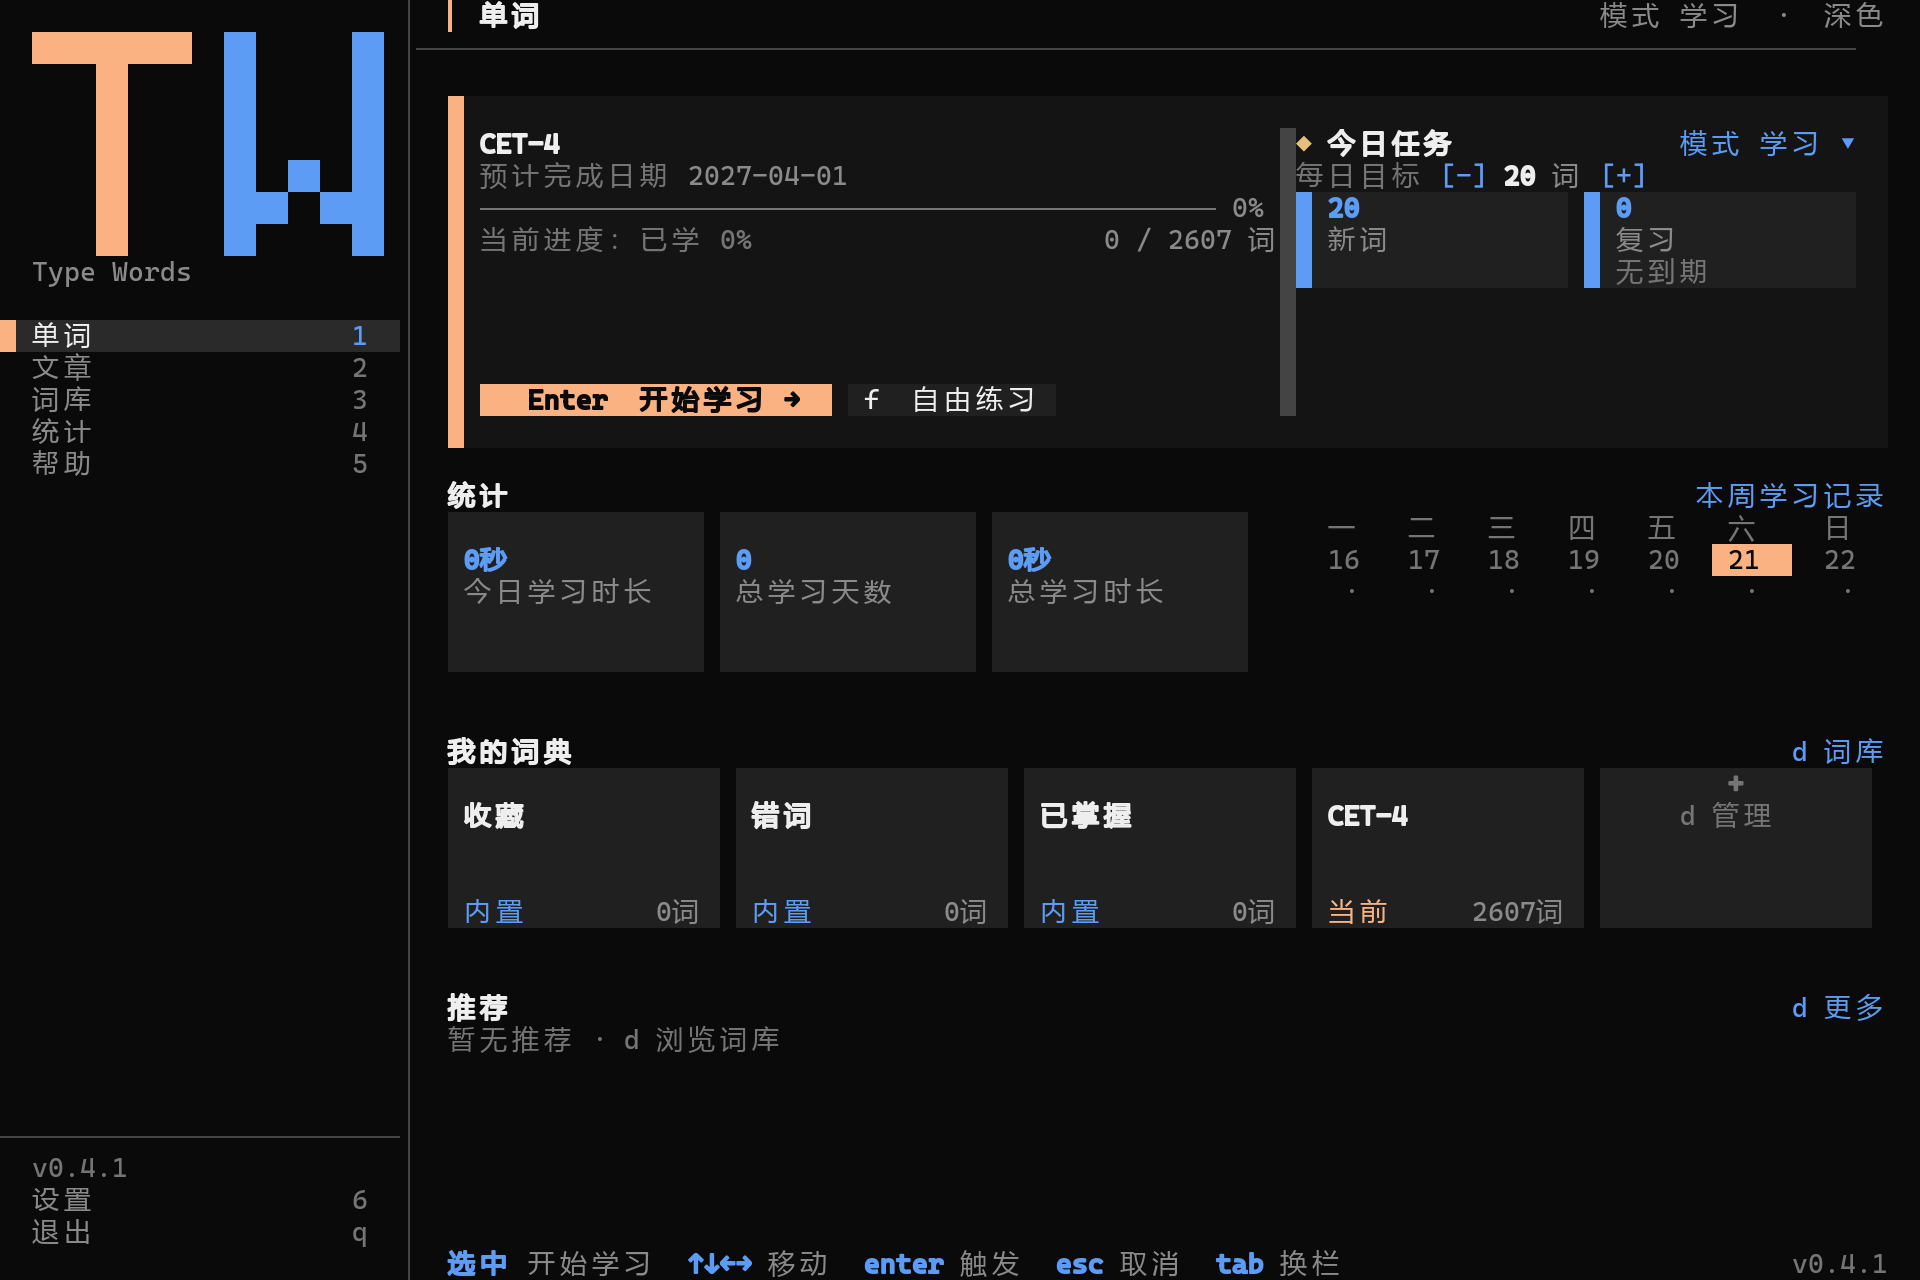 TW
Type Words
单词 1
文章 2
词库 3
统计 4
帮助 5
v0.4.1
设置 6
退出 q
单词 模式 学习 · 深色
CET-4
预计完成日期 2027-04-01
0%
当前进度: 已学 0% 0 / 2607 词
Enter 开始学习 → f 自由练习
◆ 今日任务 模式 学习 ▼
每日目标 [-] 20 词 [+]
20
新词
0
复习
无到期
统计
0秒
今日学习时长
0
总学习天数
0秒
总学习时长
本周学习记录
一 二 三 四 五 六 日
16 17 18 19 20 21 22
· · · · · · ·
我的词典 d 词库
收藏
内置 0词
错词
内置 0词
已掌握
内置 0词
CET-4
当前 2607词
+
d 管理
推荐 d 更多
暂无推荐 · d 浏览词库
选中 开始学习 ↑↓←→ 移动 enter 触发 esc 取消 tab 换栏 v0.4.1